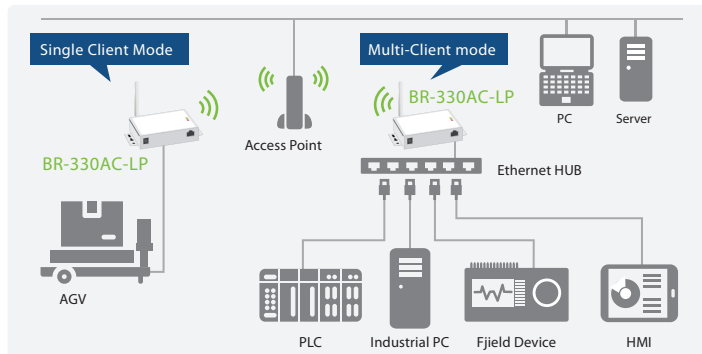 Single Client Mode
Multi-Client mode
BR-330AC-LP
PC
Server
Access Point
BR-330AC-LP
Ethernet HUB
AGV
PLC
Industrial PC
Fjield Device
HMI